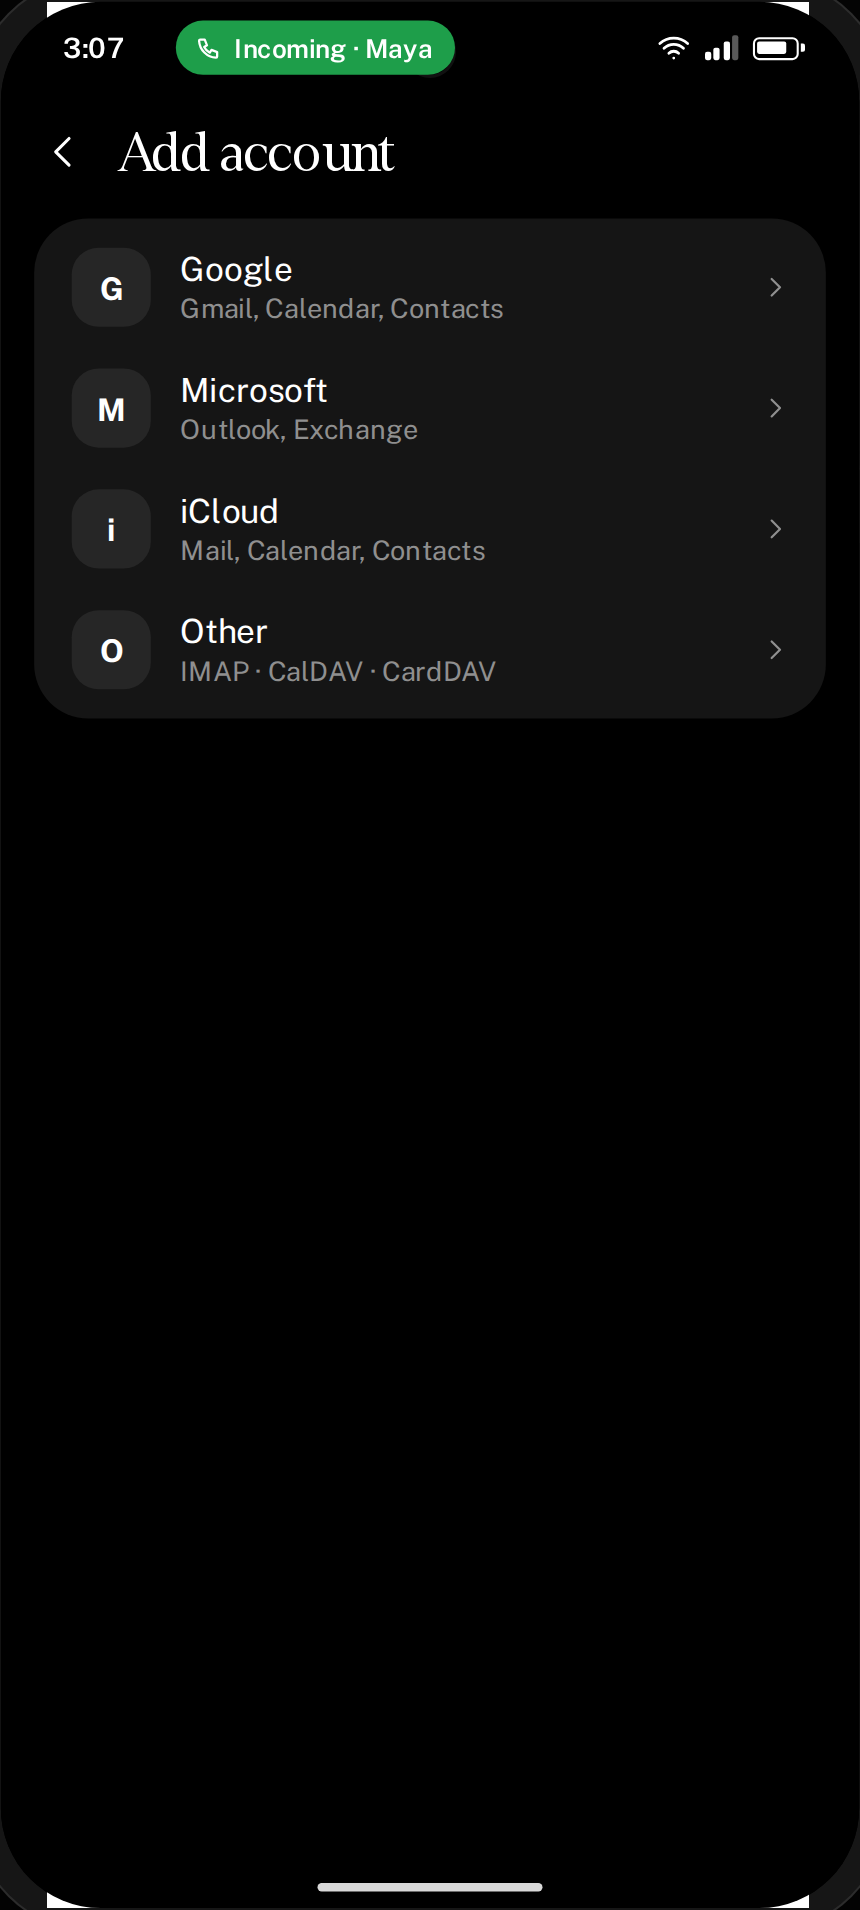 3:07
Incoming · Maya
Add account
G
Google
Gmail, Calendar, Contacts
M
Microsoft
Outlook, Exchange
i
iCloud
Mail, Calendar, Contacts
O
Other
IMAP · CalDAV · CardDAV